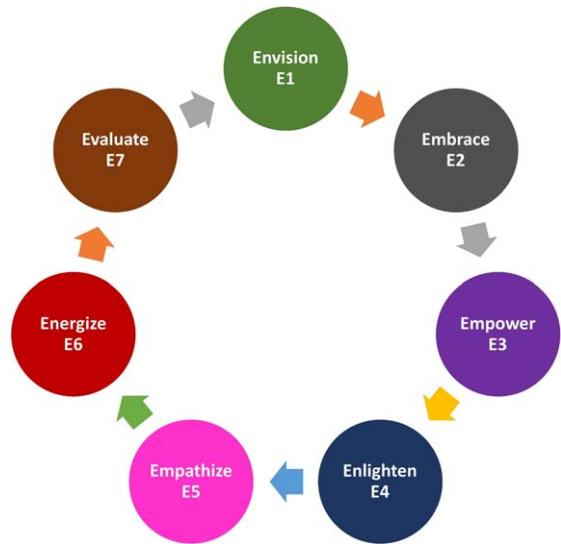 Envision
E1
Embrace
E2
Empower
E3
Enlighten
E4
Empathize
E5
Energize
E6
Evaluate
E7